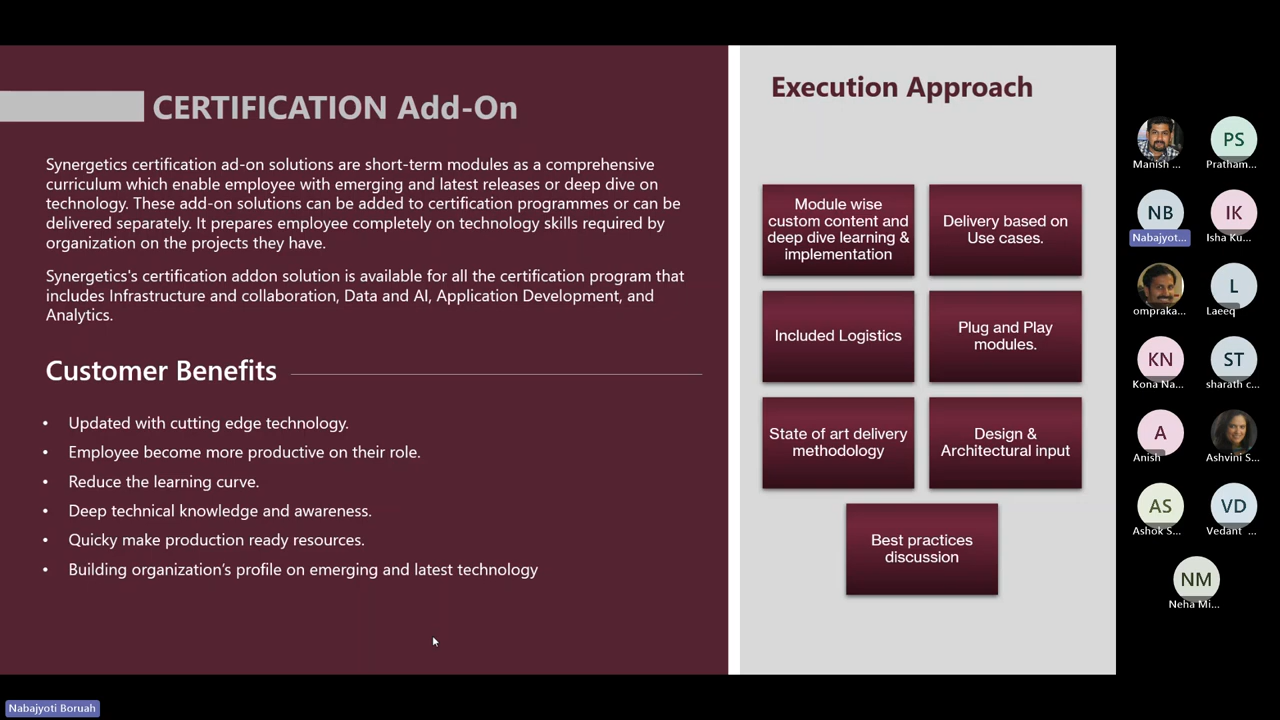 CERTIFICATION Add-On
Synergetics certification ad-on solutions are short-term modules as a comprehensive
curriculum which enable employee with emerging and latest releases or deep dive on
technology. These add-on solutions can be added to certification programmes or can be
delivered separately. It prepares employee completely on technology skills required by
organization on the projects they have.
Synergetics's certification addon solution is available for all the certification program that
includes Infrastructure and collaboration, Data and AI, Application Development, and
Analytics.
Customer Benefits
• Updated with cutting edge technology.
• Employee become more productive on their role.
• Reduce the learning curve.
• Deep technical knowledge and awareness.
• Quicky make production ready resources.
• Building organization's profile on emerging and latest technology
Execution Approach
Module wise
custom content and
deep dive learning &
implementation
Delivery based on
Use cases.
Included Logistics
Plug and Play
modules.
State of art delivery
methodology
Design &
Architectural input
Best practices
discussion
Manish ...
PS
Pratham...
NB
Nabajyot...
IK
Isha Ku...
ompraka...
L
Laeeq
KN
Kona Na...
ST
sharath c...
A
Anish
Ashvini S...
AS
Ashok S...
VD
Vedant ...
NM
Neha Mi...
Nabajyoti Boruah